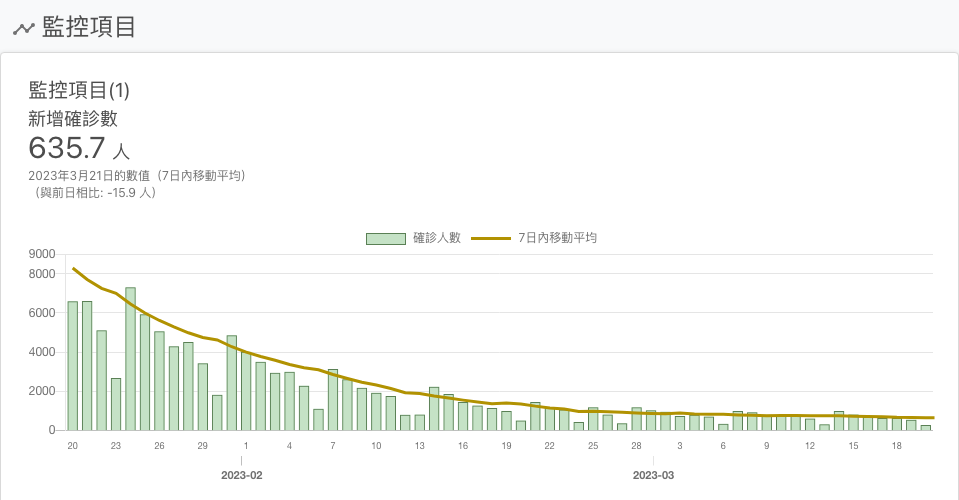 監控項目
監控項目(1)
新增確診數
635.7 人
2023年3月21日的數值（7日內移動平均）
（與前日相比: -15.9 人）
確診人數 7日內移動平均
9000
8000
6000
4000
2000
0
20 23 26 29 1 4 7 10 13 16 19 22 25 28 3 6 9 12 15 18
2023-02 2023-03